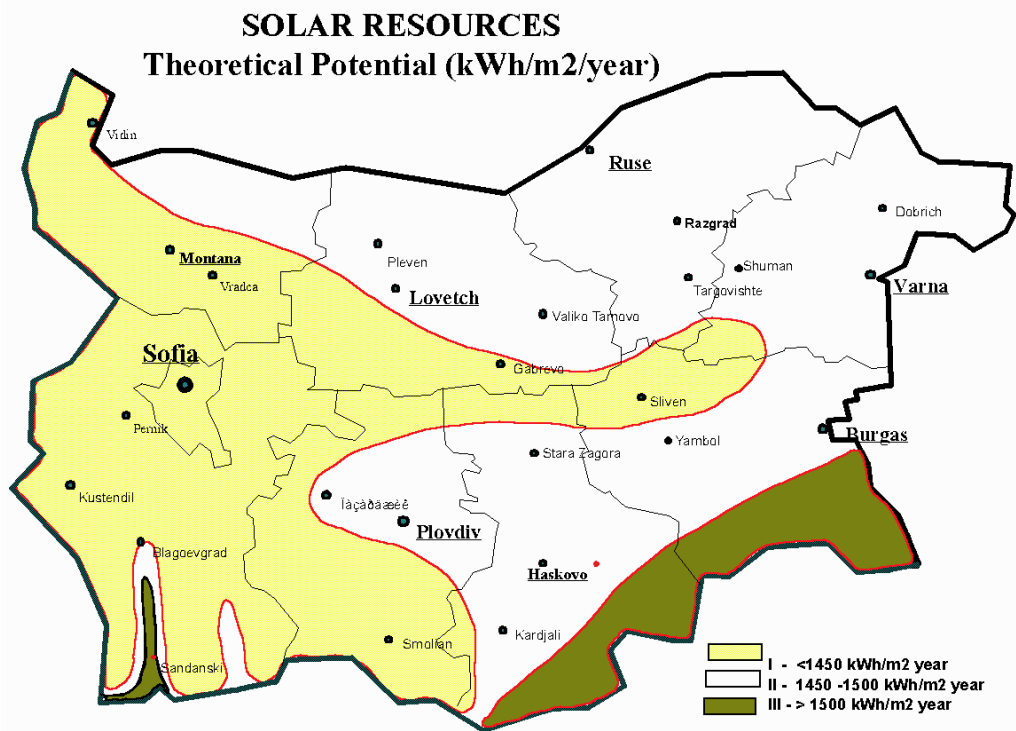 SOLAR RESOURCES
Theoretical Potential (kWh/m2/year)
Vidin
Ruse
Dobrich
Razgrad
Montana
Pleven
Shuman
Vradca
Targovishte
Varna
Lovetch
Valiko Tarnovo
Sofia
Gabrovo
Sliven
Pernik
Burgas
Yambol
Stara Zagora
Kustendil
Ïàçàðäæèê
Plovdiv
Blagoevgrad
Haskovo
Smolian
Kardjali
Sandanski
I - <1450 kWh/m2 year
II - 1450 -1500 kWh/m2 year
III - > 1500 kWh/m2 year